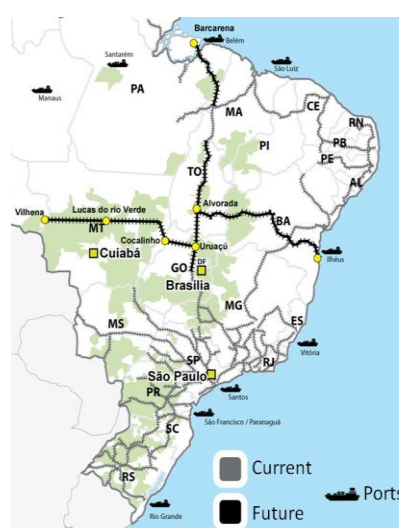 Barcarena
Belém
Santarém
São Luiz
Manaus
PA
MA
CE
RN
PB
PE
AL
PI
TO
Alvorada
BA
Vilhena
Lucas do rio Verde
MT
Cocalinho
Uruaçú
Ilhéus
Cuiabá
GO
DF
Brasília
MG
MS
ES
Vitória
SP
RJ
São Paulo
Santos
PR
São Francisco / Paranaguá
SC
RS
Rio Grande
Current
Future
Ports